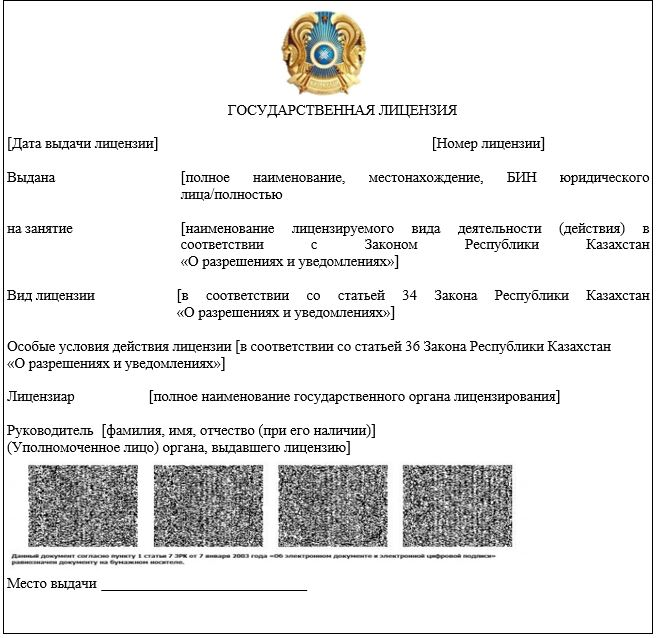 ГОСУДАРСТВЕННАЯ ЛИЦЕНЗИЯ
[Дата выдачи лицензии] [Номер лицензии]
Выдана [полное наименование, местонахождение, БИН юридического
лица/полностью
на занятие [наименование лицензируемого вида деятельности (действия) в
соответствии с Законом Республики Казахстан
«О разрешениях и уведомлениях»]
Вид лицензии [в соответствии со статьей 34 Закона Республики Казахстан
«О разрешениях и уведомлениях»]
Особые условия действия лицензии [в соответствии со статьей 36 Закона Республики Казахстан
«О разрешениях и уведомлениях»]
Лицензиар [полное наименование государственного органа лицензирования]
Руководитель [фамилия, имя, отчество (при его наличии)]
(Уполномоченное лицо) органа, выдавшего лицензию]
Данный документ согласно пункту 1 статьи 7 ЗРК от 7 января 2003 года «Об электронном документе и электронной цифровой подписи»
равнозначен документу на бумажном носителе.
Место выдачи ____________________________